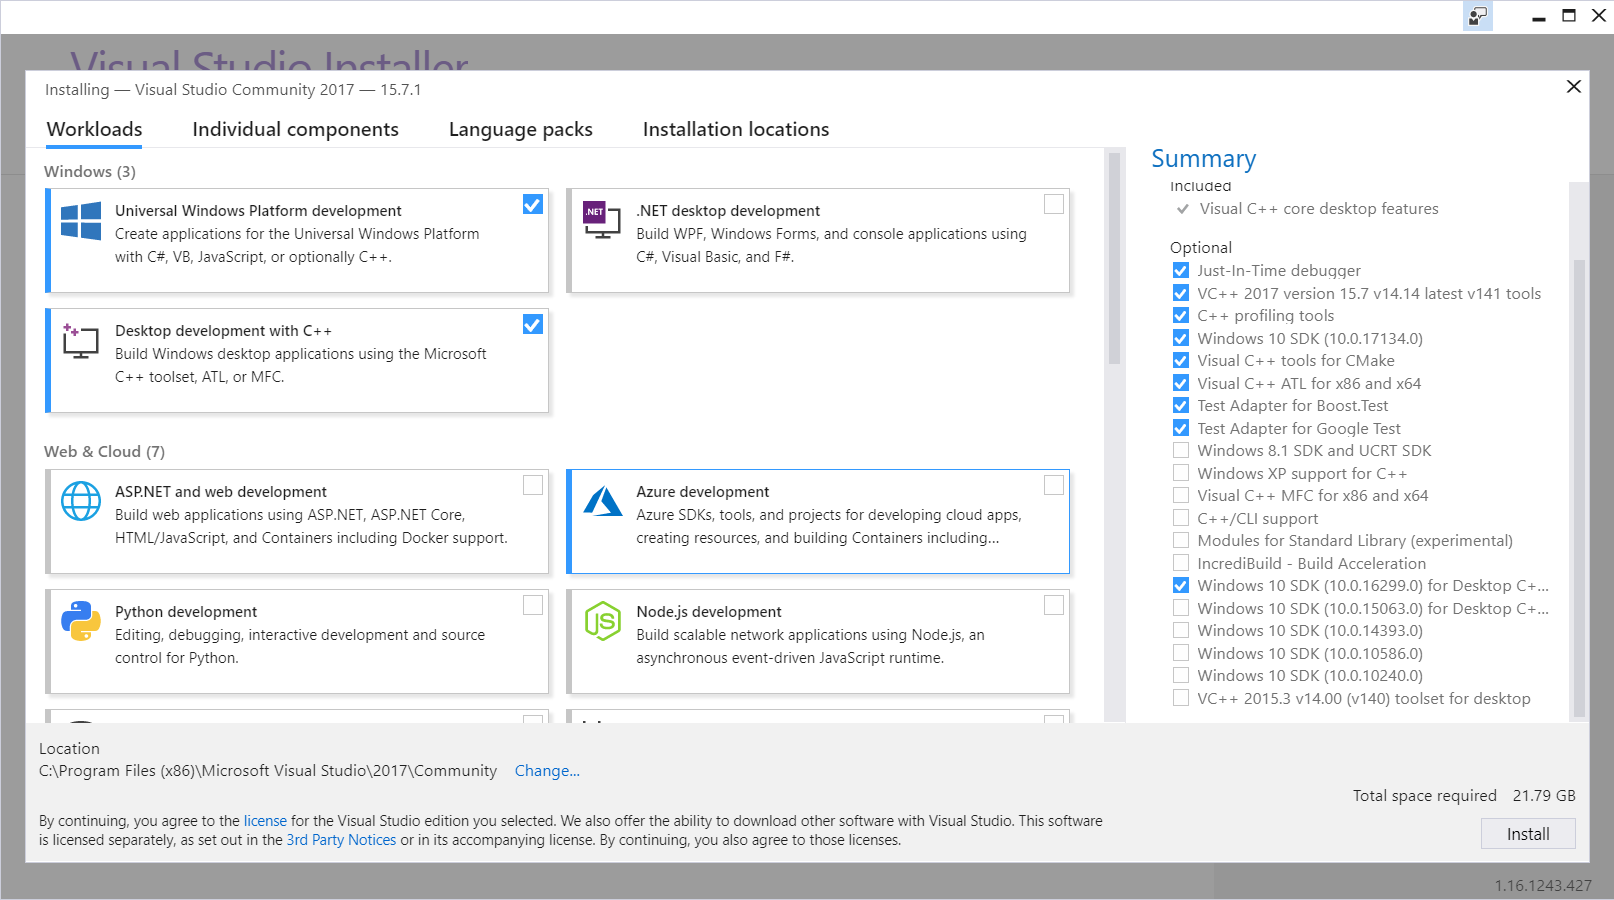 Visual Studio Installer
Installing — Visual Studio Community 2017 — 15.7.1
Workloads
Individual components
Language packs
Installation locations
Windows (3)
Universal Windows Platform development
Create applications for the Universal Windows Platform
with C#, VB, JavaScript, or optionally C++.
.NET
.NET desktop development
Build WPF, Windows Forms, and console applications using
C#, Visual Basic, and F#.
Desktop development with C++
Build Windows desktop applications using the Microsoft
C++ toolset, ATL, or MFC.
Web & Cloud (7)
ASP.NET and web development
Build web applications using ASP.NET, ASP.NET Core,
HTML/JavaScript, and Containers including Docker support.
Azure development
Azure SDKs, tools, and projects for developing cloud apps,
creating resources, and building Containers including...
Python development
Editing, debugging, interactive development and source
control for Python.
JS
Node.js development
Build scalable network applications using Node.js, an
asynchronous event-driven JavaScript runtime.
Summary
Included
Visual C++ core desktop features
Optional
Just-In-Time debugger
VC++ 2017 version 15.7 v14.14 latest v141 tools
C++ profiling tools
Windows 10 SDK (10.0.17134.0)
Visual C++ tools for CMake
Visual C++ ATL for x86 and x64
Test Adapter for Boost.Test
Test Adapter for Google Test
Windows 8.1 SDK and UCRT SDK
Windows XP support for C++
Visual C++ MFC for x86 and x64
C++/CLI support
Modules for Standard Library (experimental)
IncrediBuild - Build Acceleration
Windows 10 SDK (10.0.16299.0) for Desktop C+...
Windows 10 SDK (10.0.15063.0) for Desktop C+...
Windows 10 SDK (10.0.14393.0)
Windows 10 SDK (10.0.10586.0)
Windows 10 SDK (10.0.10240.0)
VC++ 2015.3 v14.00 (v140) toolset for desktop
Location
C:\Program Files (x86)\Microsoft Visual Studio\2017\Community Change...
Total space required 21.79 GB
By continuing, you agree to the license for the Visual Studio edition you selected. We also offer the ability to download other software with Visual Studio. This software
is licensed separately, as set out in the 3rd Party Notices or in its accompanying license. By continuing, you also agree to those licenses.
Install
1.16.1243.427